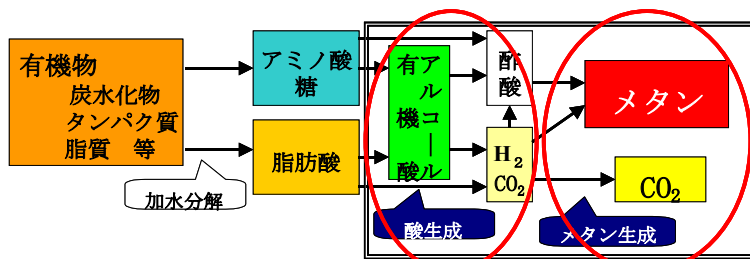 有機物
炭水化物
タンパク質
脂質 等
加水分解
アミノ酸
糖
脂肪酸
アルコール
有機酸
酸生成
酢酸
H₂
CO₂
メタン
CO₂
メタン生成